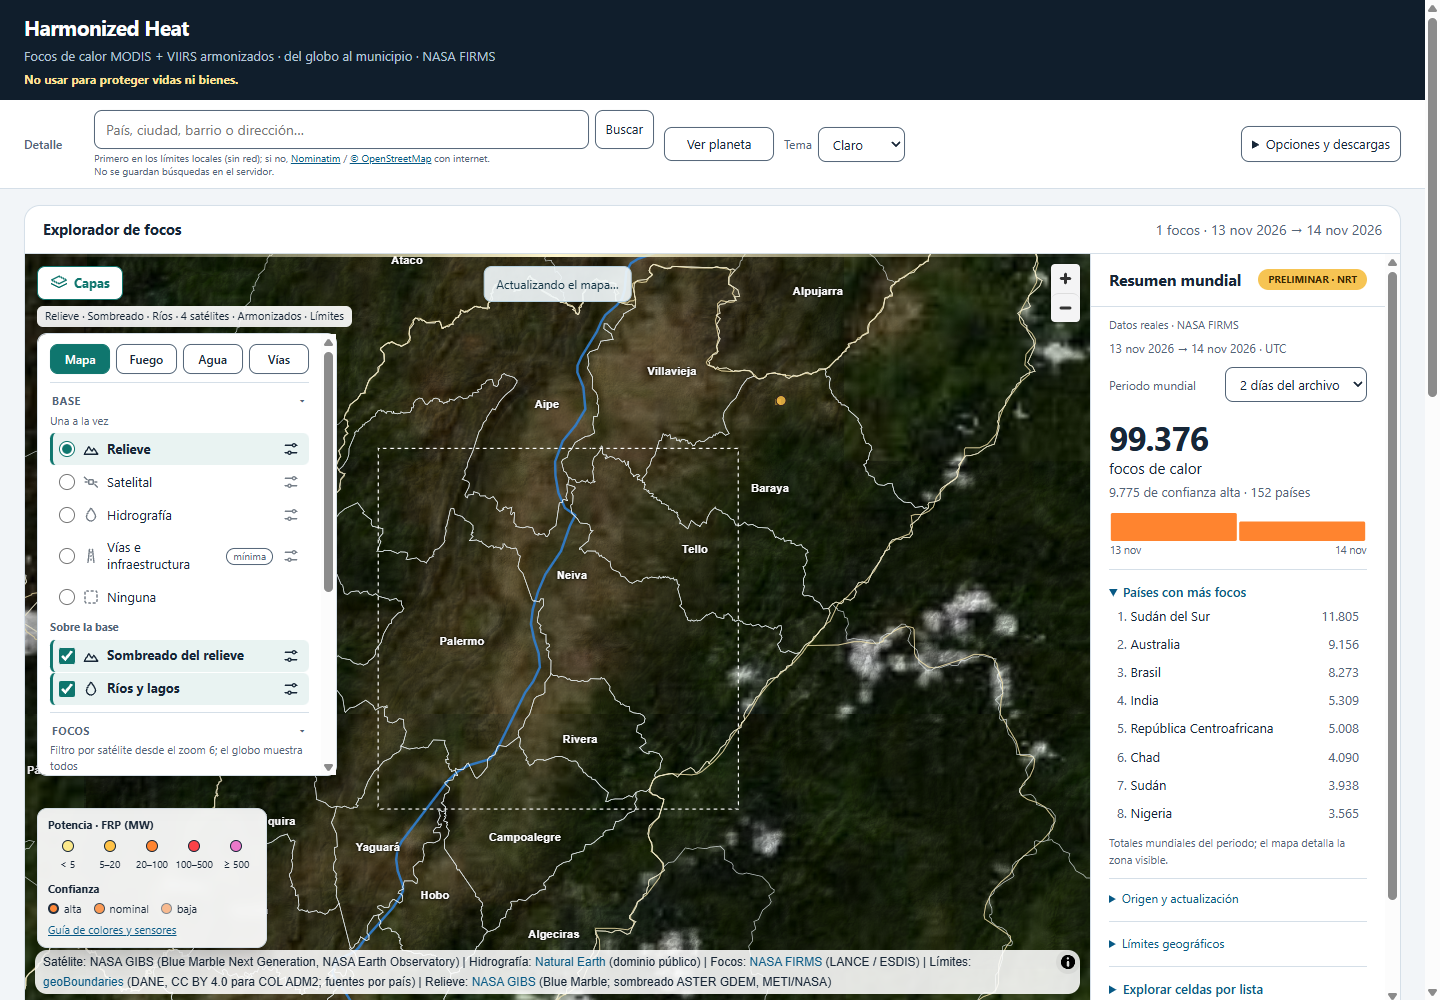 Harmonized Heat
Focos de calor MODIS + VIIRS armonizados · del globo al municipio · NASA FIRMS
No usar para proteger vidas ni bienes.
Detalle
País, ciudad, barrio o dirección...
Buscar
Primero en los límites locales (sin red); si no, Nominatim / © OpenStreetMap con internet.
No se guardan búsquedas en el servidor.
Ver planeta
Tema
Claro
Opciones y descargas
Explorador de focos
1 focos · 13 nov 2026 → 14 nov 2026
Capas
Relieve · Sombreado · Ríos · 4 satélites · Armonizados · Límites
Actualizando el mapa...
Mapa
Fuego
Agua
Vías
BASE
Una a la vez
Relieve
Satelital
Hidrografía
Vías e
infraestructura
mínima
Ninguna
Sobre la base
Sombreado del relieve
Ríos y lagos
FOCOS
Filtro por satélite desde el zoom 6; el globo muestra
todos
Potencia · FRP (MW)
< 5
5–20
20–100
100–500
≥ 500
Confianza
alta
nominal
baja
Guía de colores y sensores
Ataco
Alpujarra
Villavieja
Aipe
Baraya
Tello
Neiva
Palermo
Rivera
Campoalegre
Yaguará
Hobo
Algeciras
quira
Satélite: NASA GIBS (Blue Marble Next Generation, NASA Earth Observatory) | Hidrografía: Natural Earth (dominio público) | Focos: NASA FIRMS (LANCE / ESDIS) | Límites:
geoBoundaries (DANE, CC BY 4.0 para COL ADM2; fuentes por país) | Relieve: NASA GIBS (Blue Marble; sombreado ASTER GDEM, METI/NASA)
Resumen mundial
PRELIMINAR · NRT
Datos reales · NASA FIRMS
13 nov 2026 → 14 nov 2026 · UTC
Periodo mundial
2 días del archivo
99.376
focos de calor
9.775 de confianza alta · 152 países
13 nov
14 nov
Países con más focos
1. Sudán del Sur 11.805
2. Australia 9.156
3. Brasil 8.273
4. India 5.309
5. República Centroafricana 5.008
6. Chad 4.090
7. Sudán 3.938
8. Nigeria 3.565
Totales mundiales del periodo; el mapa detalla la
zona visible.
Origen y actualización
Límites geográficos
Explorar celdas por lista